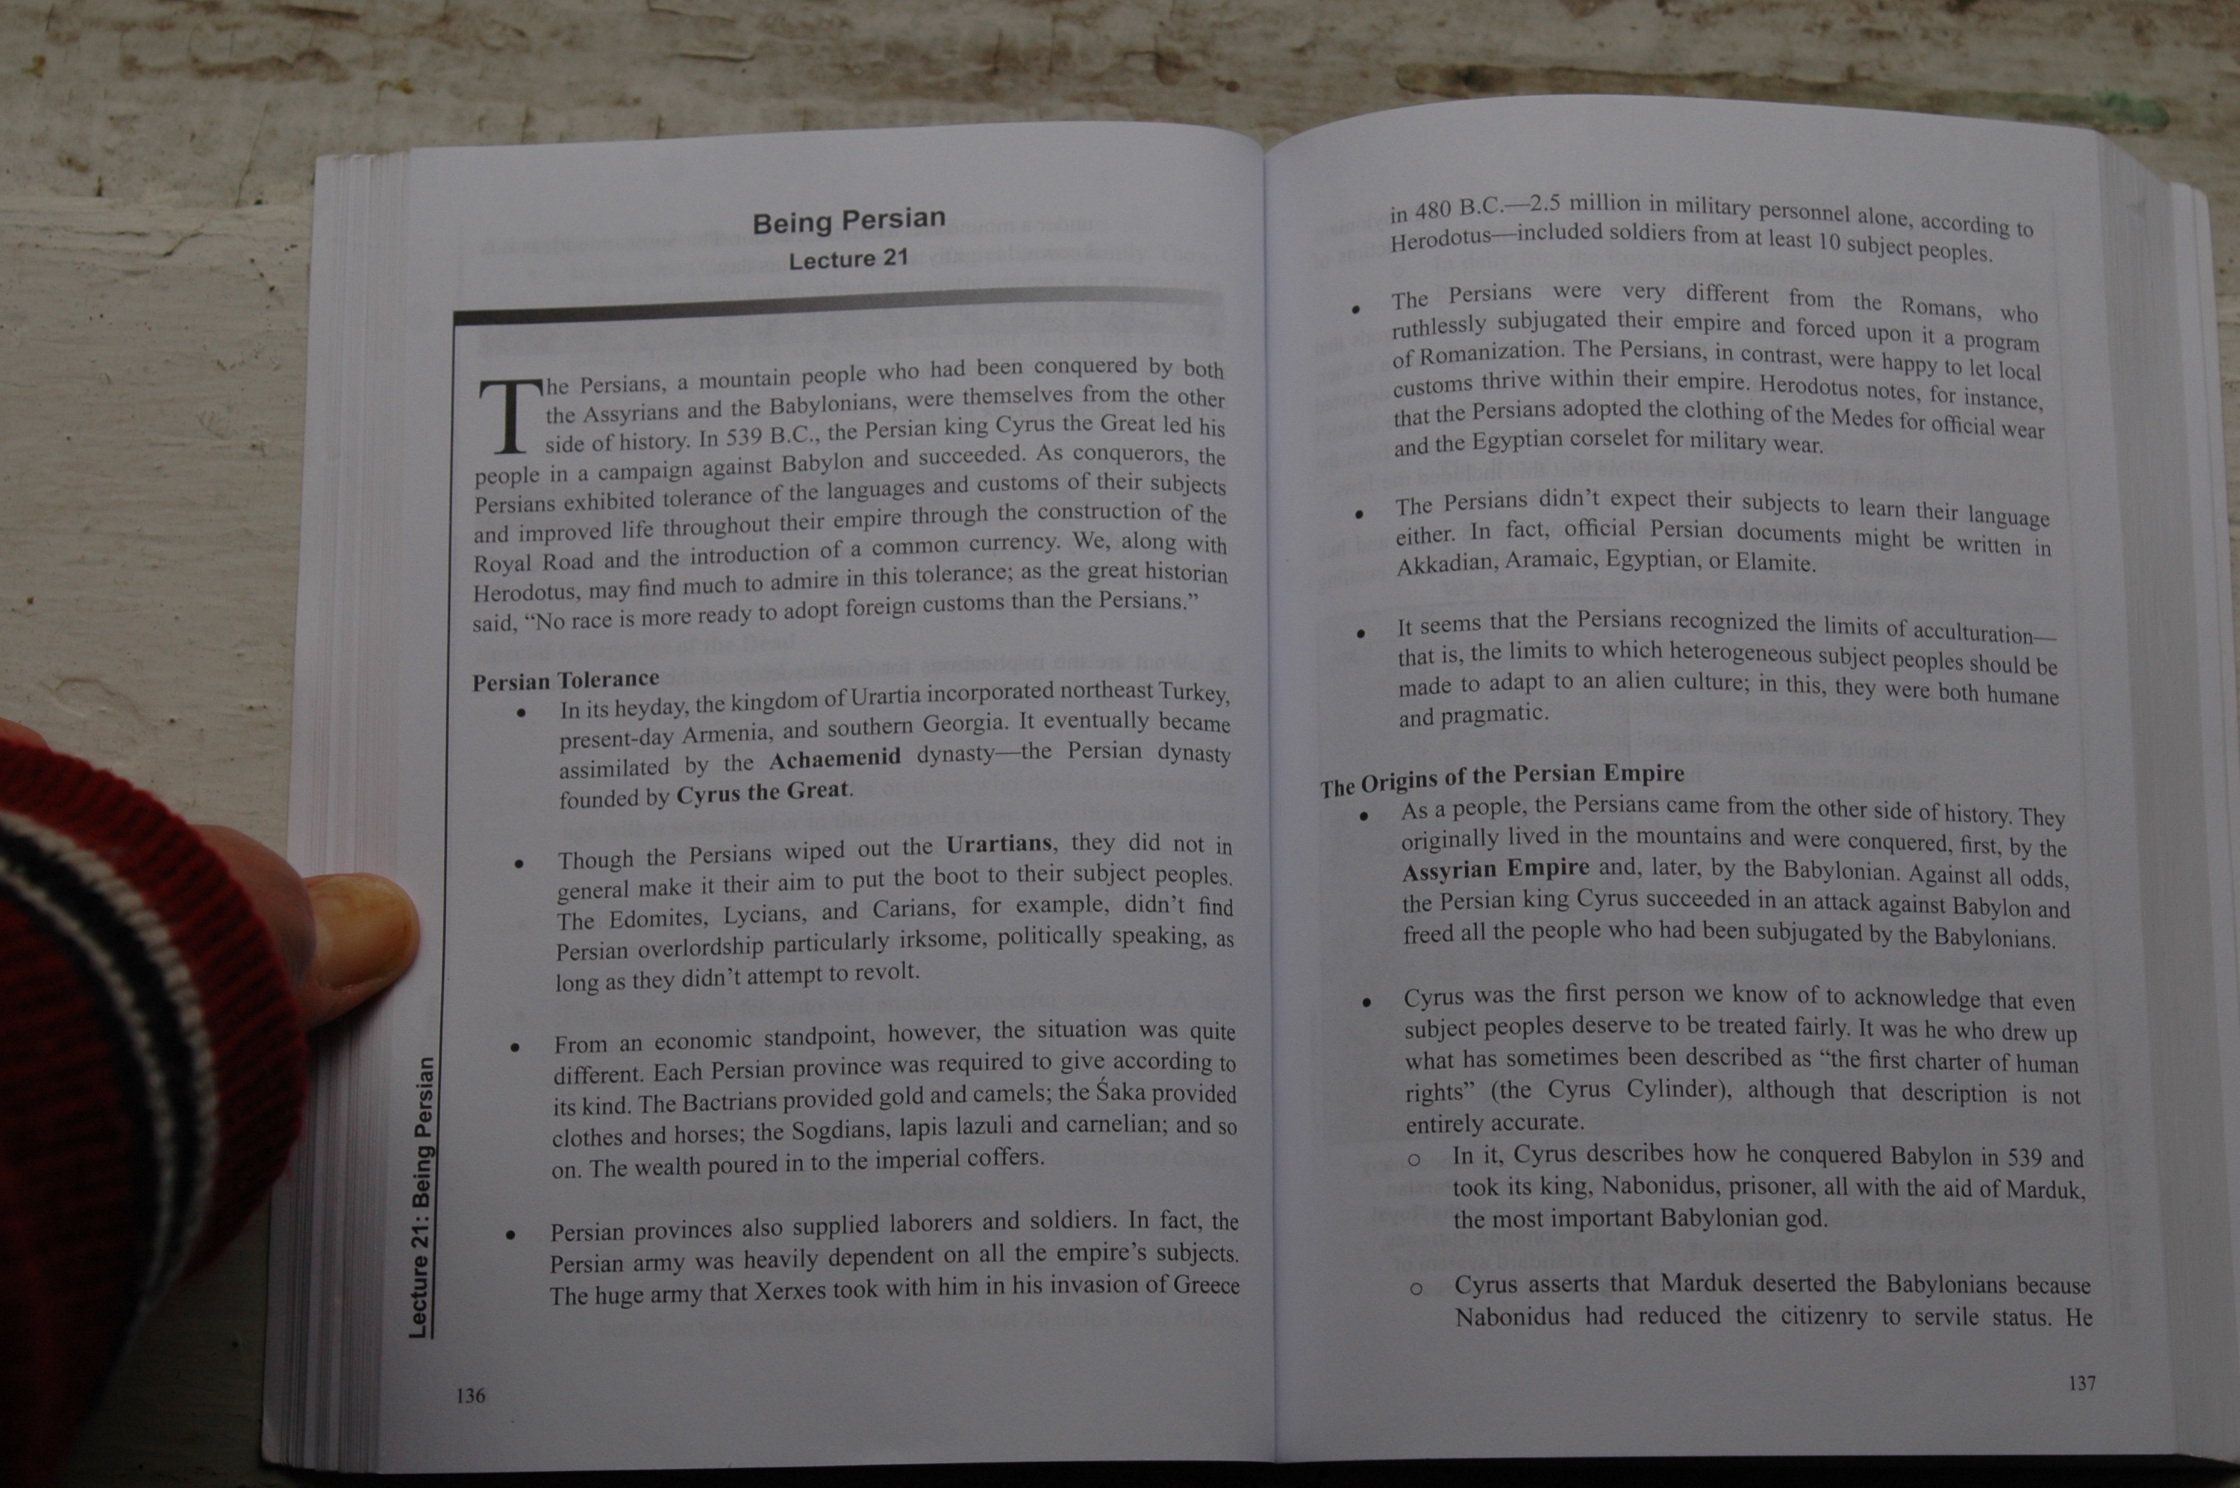 Being Persian
Lecture 21
The Persians, a mountain people who had been conquered by both
the Assyrians and the Babylonians, were themselves from the other
side of history. In 539 B.C., the Persian king Cyrus the Great led his
people in a campaign against Babylon and succeeded. As conquerors, the
Persians exhibited tolerance of the languages and customs of their subjects
and improved life throughout their empire through the construction of the
Royal Road and the introduction of a common currency. We, along with
Herodotus, may find much to admire in this tolerance; as the great historian
said, “No race is more ready to adopt foreign customs than the Persians.”
Persian Tolerance
• In its heyday, the kingdom of Urartia incorporated northeast Turkey,
present-day Armenia, and southern Georgia. It eventually became
assimilated by the Achaemenid dynasty—the Persian dynasty
founded by Cyrus the Great.
• Though the Persians wiped out the Urartians, they did not in
general make it their aim to put the boot to their subject peoples.
The Edomites, Lycians, and Carians, for example, didn’t find
Persian overlordship particularly irksome, politically speaking, as
long as they didn’t attempt to revolt.
• From an economic standpoint, however, the situation was quite
different. Each Persian province was required to give according to
its kind. The Bactrians provided gold and camels; the Śaka provided
clothes and horses; the Sogdians, lapis lazuli and carnelian; and so
on. The wealth poured in to the imperial coffers.
• Persian provinces also supplied laborers and soldiers. In fact, the
Persian army was heavily dependent on all the empire’s subjects.
The huge army that Xerxes took with him in his invasion of Greece
Lecture 21: Being Persian
136
in 480 B.C.—2.5 million in military personnel alone, according to
Herodotus—included soldiers from at least 10 subject peoples.
• The Persians were very different from the Romans, who
ruthlessly subjugated their empire and forced upon it a program
of Romanization. The Persians, in contrast, were happy to let local
customs thrive within their empire. Herodotus notes, for instance,
that the Persians adopted the clothing of the Medes for official wear
and the Egyptian corselet for military wear.
• The Persians didn’t expect their subjects to learn their language
either. In fact, official Persian documents might be written in
Akkadian, Aramaic, Egyptian, or Elamite.
• It seems that the Persians recognized the limits of acculturation—
that is, the limits to which heterogeneous subject peoples should be
made to adapt to an alien culture; in this, they were both humane
and pragmatic.
The Origins of the Persian Empire
• As a people, the Persians came from the other side of history. They
originally lived in the mountains and were conquered, first, by the
Assyrian Empire and, later, by the Babylonian. Against all odds,
the Persian king Cyrus succeeded in an attack against Babylon and
freed all the people who had been subjugated by the Babylonians.
• Cyrus was the first person we know of to acknowledge that even
subject peoples deserve to be treated fairly. It was he who drew up
what has sometimes been described as “the first charter of human
rights” (the Cyrus Cylinder), although that description is not
entirely accurate.
○ In it, Cyrus describes how he conquered Babylon in 539 and
took its king, Nabonidus, prisoner, all with the aid of Marduk,
the most important Babylonian god.
○ Cyrus asserts that Marduk deserted the Babylonians because
Nabonidus had reduced the citizenry to servile status. He
137